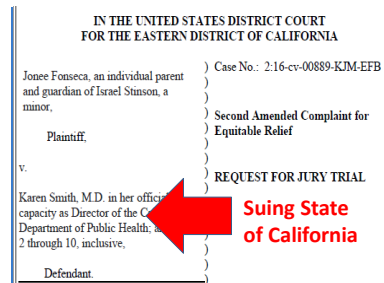 IN THE UNITED STATES DISTRICT COURT
FOR THE EASTERN DISTRICT OF CALIFORNIA
Jonee Fonseca, an individual parent
and guardian of Israel Stinson, a
minor,
Plaintiff,
v.
Karen Smith, M.D. in her official
capacity as Director of the
Department of Public Health;
2 through 10, inclusive,
Defendant.
) Case No.: 2:16-cv-00889-KJM-EFB
)
)
) Second Amended Complaint for
) Equitable Relief
)
)
) REQUEST FOR JURY TRIAL
)
Suing State
of California